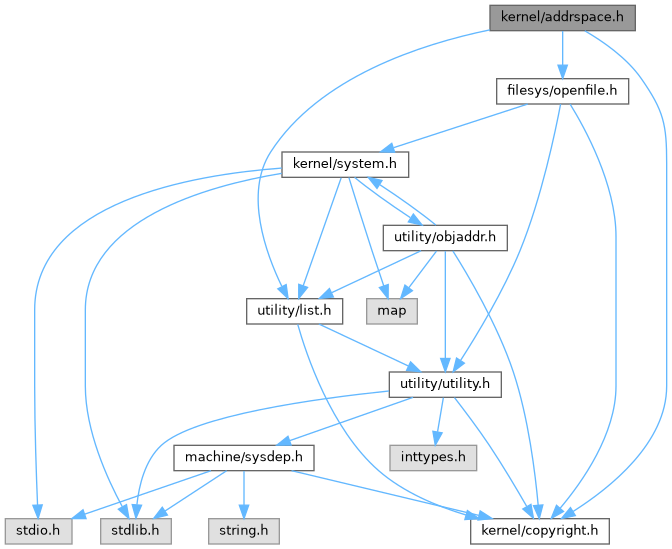 kernel/addrspace.h
filesys/openfile.h
kernel/system.h
utility/objaddr.h
utility/list.h
map
utility/utility.h
machine/sysdep.h
inttypes.h
stdio.h
stdlib.h
string.h
kernel/copyright.h